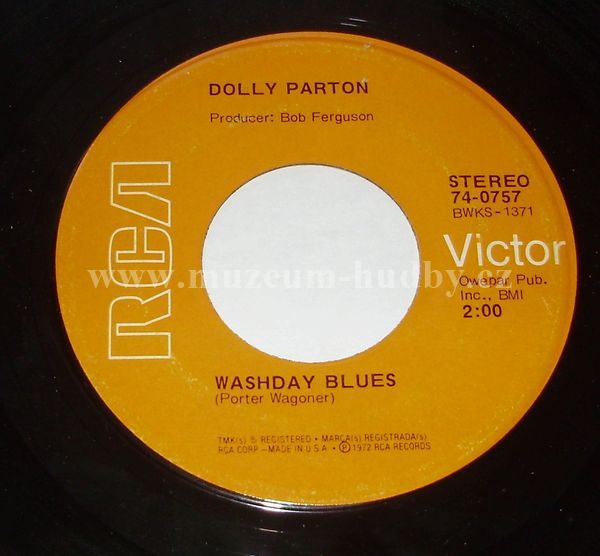 DOLLY PARTON
Producer: Bob Ferguson
RCA
STEREO
74-0757
BWKS-1371
Victor
www.muzeum-hudby.cz
Owepar Pub.
Inc., BMI
2:00
WASHDAY BLUES
(Porter Wagoner)
TMK(s) ® REGISTERED • MARCA(s) REGISTRADA(s)
RCA CORP—MADE IN U.S.A. • ℗ 1972 RCA RECORDS